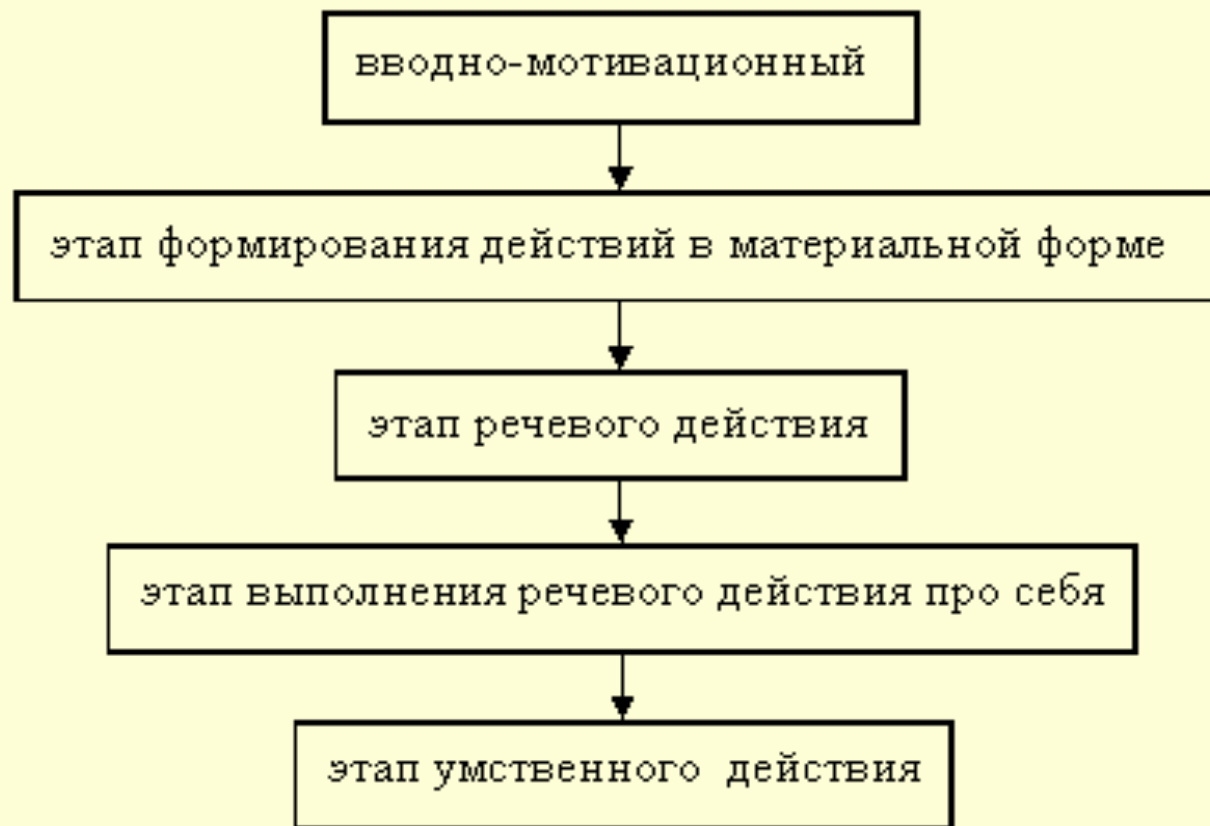 вводно-мотивационный
этап формирования действий в материальной форме
этап речевого действия
этап выполнения речевого действия про себя
этап умственного действия